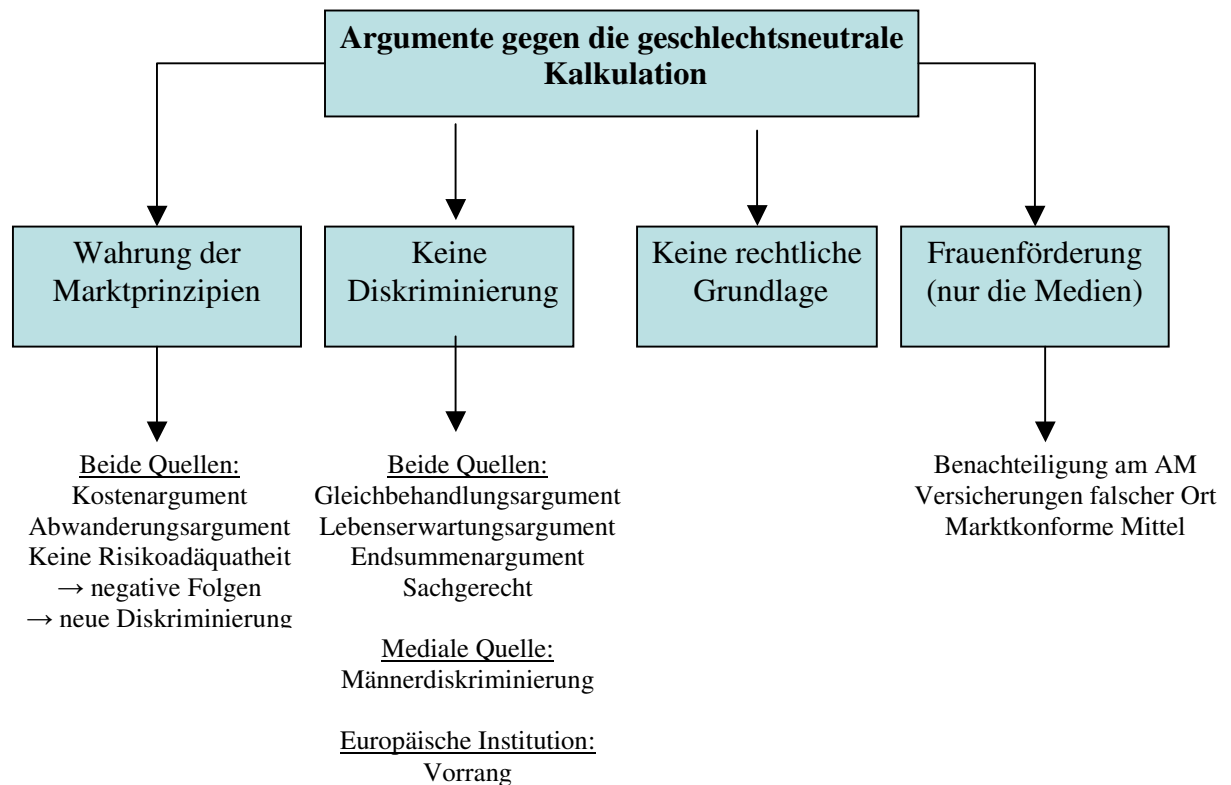 Argumente gegen die geschlechtsneutrale
Kalkulation
Wahrung der
Marktprinzipien
Keine
Diskriminierung
Keine rechtliche
Grundlage
Frauenförderung
(nur die Medien)
Beide Quellen:
Kostenargument
Abwanderungsargument
Keine Risikoadäquatheit
→ negative Folgen
→ neue Diskriminierung
Beide Quellen:
Gleichbehandlungsargument
Lebenserwartungsargument
Endsummenargument
Sachgerecht
Mediale Quelle:
Männerdiskriminierung
Europäische Institution:
Vorrang
Benachteiligung am AM
Versicherungen falscher Ort
Marktkonforme Mittel